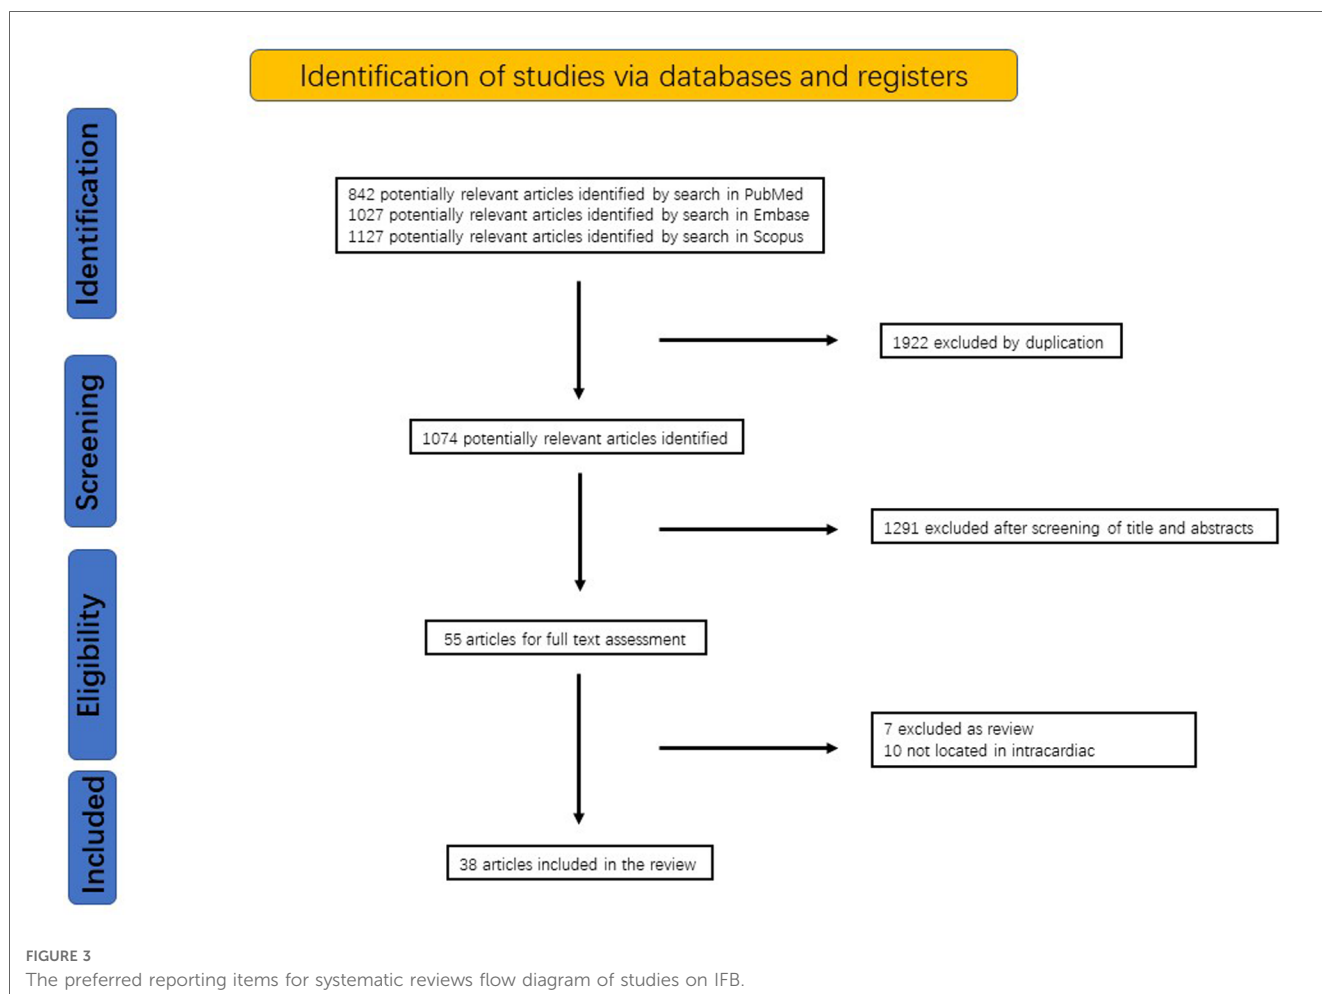 Identification of studies via databases and registers
Identification
842 potentially relevant articles identified by search in PubMed
1027 potentially relevant articles identified by search in Embase
1127 potentially relevant articles identified by search in Scopus
1922 excluded by duplication
Screening
1074 potentially relevant articles identified
1291 excluded after screening of title and abstracts
Eligibility
55 articles for full text assessment
7 excluded as review
10 not located in intracardiac
Included
38 articles included in the review
FIGURE 3
The preferred reporting items for systematic reviews flow diagram of studies on IFB.